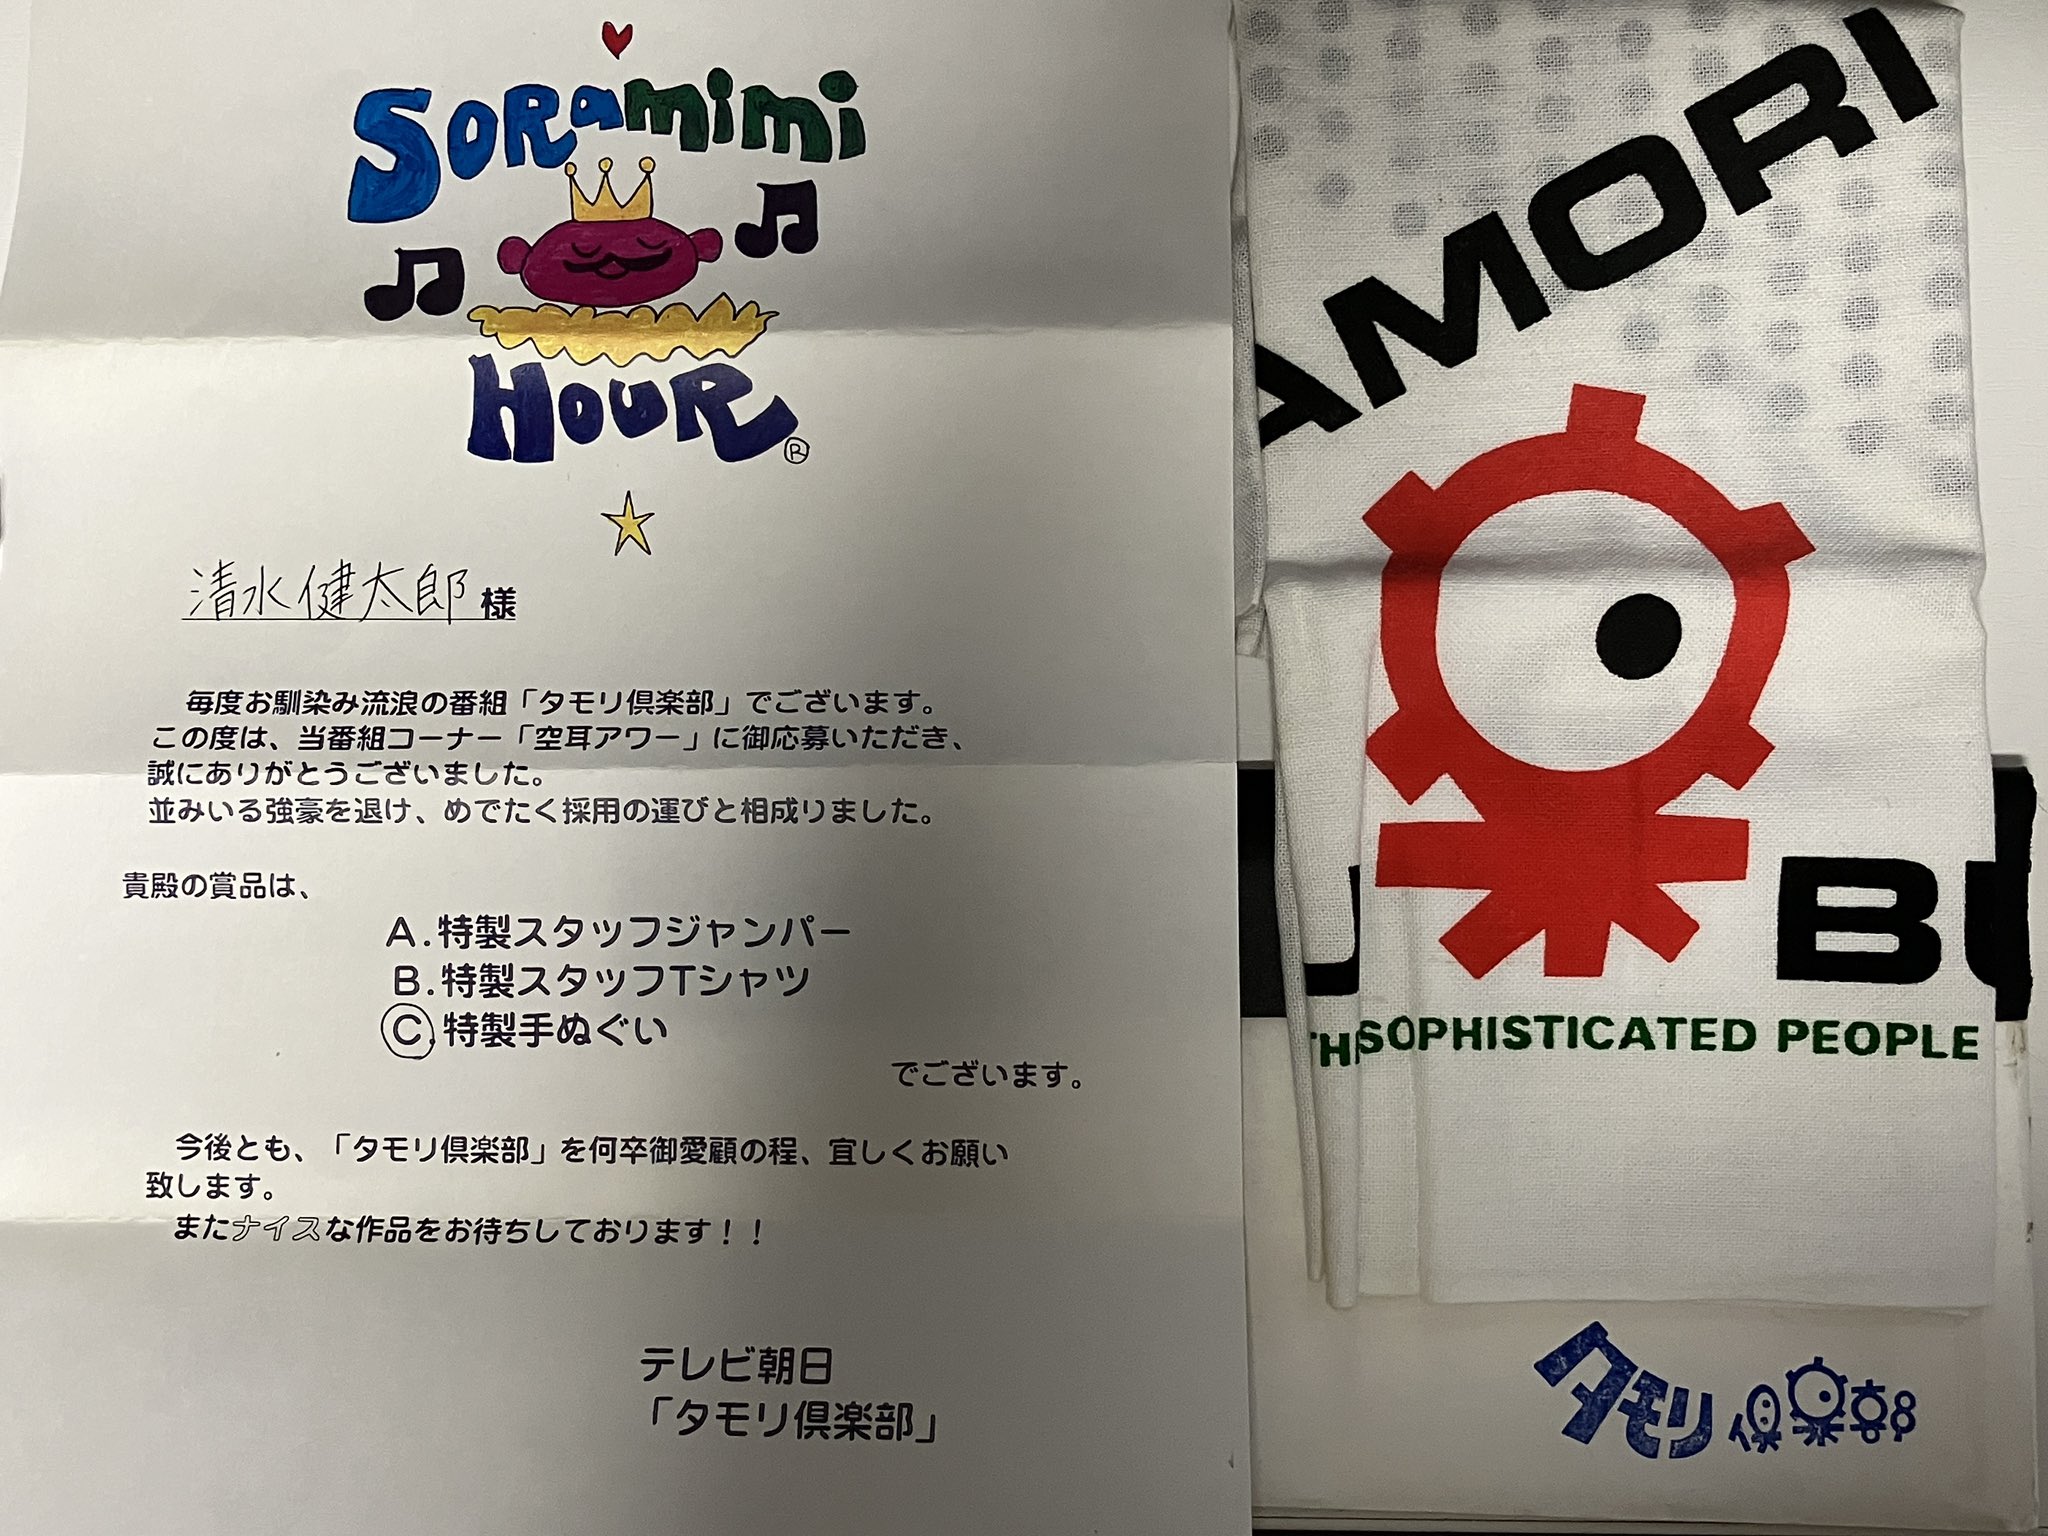 SORamimi
HOUR
®
清水健太郎 様
毎度お馴染み流浪の番組「タモリ倶楽部」でございます。
この度は、当番組コーナー「空耳アワー」に御応募いただき、
誠にありがとうございました。
並みいる強豪を退け、めでたく採用の運びと相成りました。
貴殿の賞品は、
A.特製スタッフジャンパー
B.特製スタッフTシャツ
C.特製手ぬぐい
でございます。
今後とも、「タモリ倶楽部」を何卒御愛顧の程、宜しくお願い
致します。
またナイスな作品をお待ちしております！！
テレビ朝日
「タモリ倶楽部」
AMORI
U BU
TH SOPHISTICATED PEOPLE
タモリ倶楽部